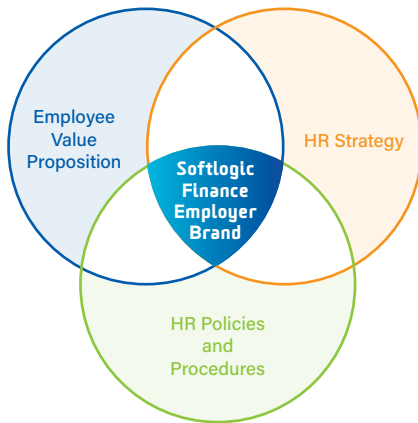 Employee
Value
Proposition
HR Strategy
Softlogic
Finance
Employer
Brand
HR Policies
and
Procedures